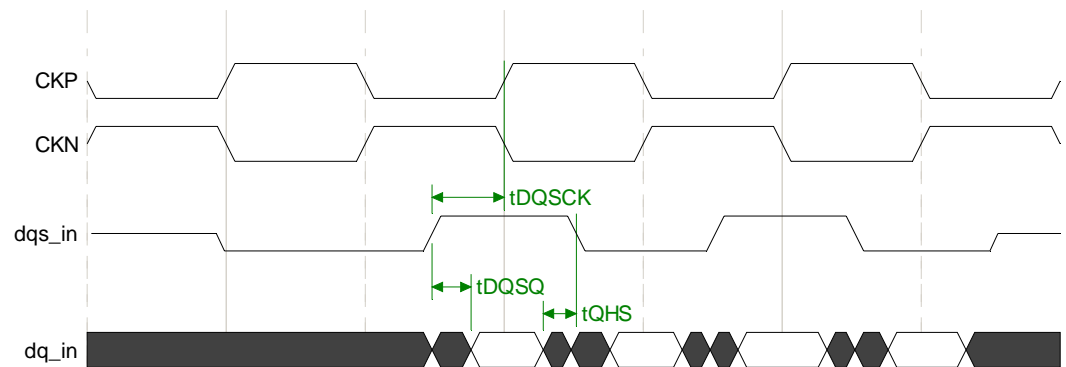 CKP
CKN
tDQSCK
dqs_in
tDQSQ
tQHS
dq_in